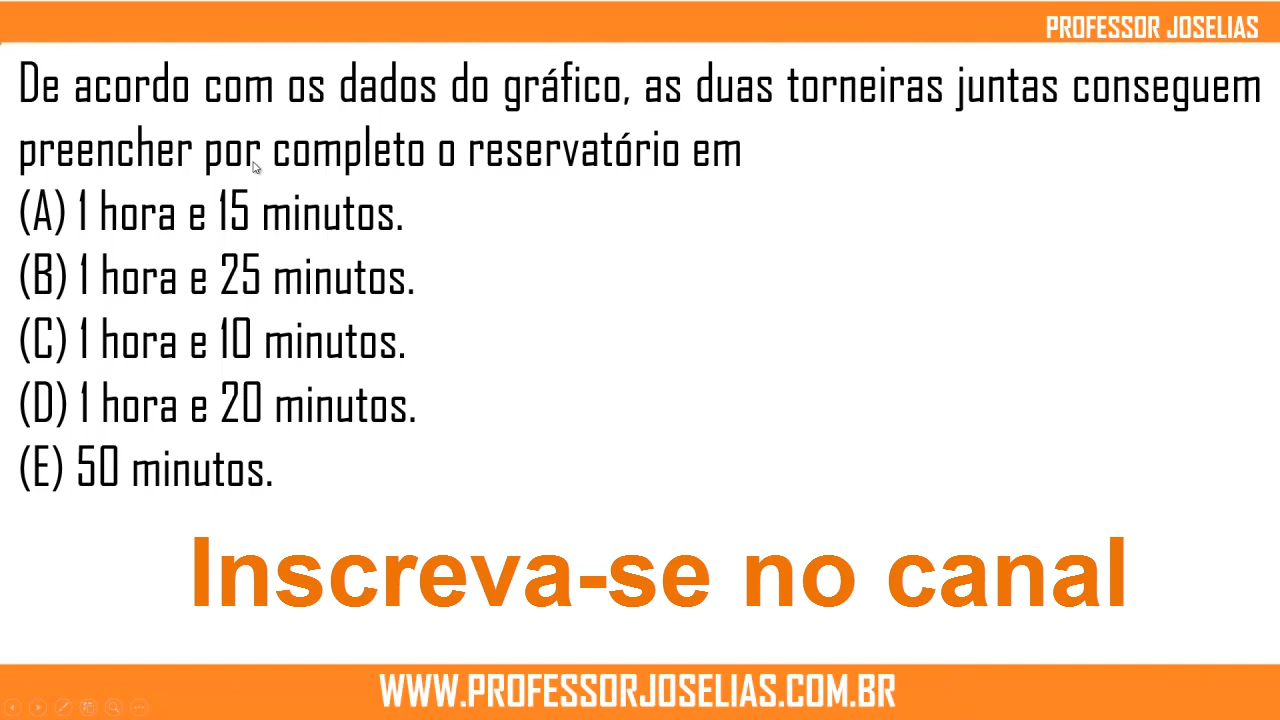 PROFESSOR JOSELIAS
De acordo com os dados do gráfico, as duas torneiras juntas conseguem
preencher por completo o reservatório em
(A) 1 hora e 15 minutos.
(B) 1 hora e 25 minutos.
(C) 1 hora e 10 minutos.
(D) 1 hora e 20 minutos.
(E) 50 minutos.
Inscreva-se no canal
WWW.PROFESSORJOSELIAS.COM.BR